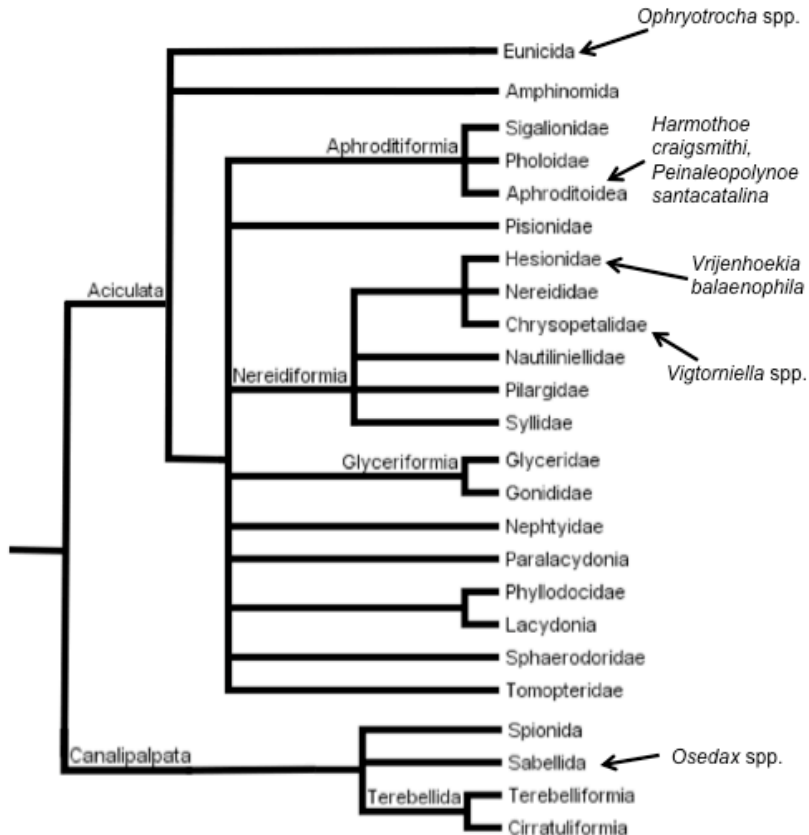 Ophryotrocha spp.
Eunicida
Amphinomida
Sigalionidae
Aphroditiformia
Pholoidae
Aphroditoidea
Harmothoe
craigsmithi,
Peinaleopolynoe
santacatalina
Pisionidae
Aciculata
Hesionidae
Vrijenhoekia
balaenophila
Nereididae
Chrysopetalidae
Nautiliniellidae
Vigtorniella spp.
Nereidiformia
Pilargidae
Syllidae
Glyceriformia
Glyceridae
Gonididae
Nephtyidae
Paralacydonia
Phyllodocidae
Lacydonia
Sphaerodoridae
Tomopteridae
Canalipalpata
Spionida
Sabellida
Osedax spp.
Terebellida
Terebelliformia
Cirratuliformia